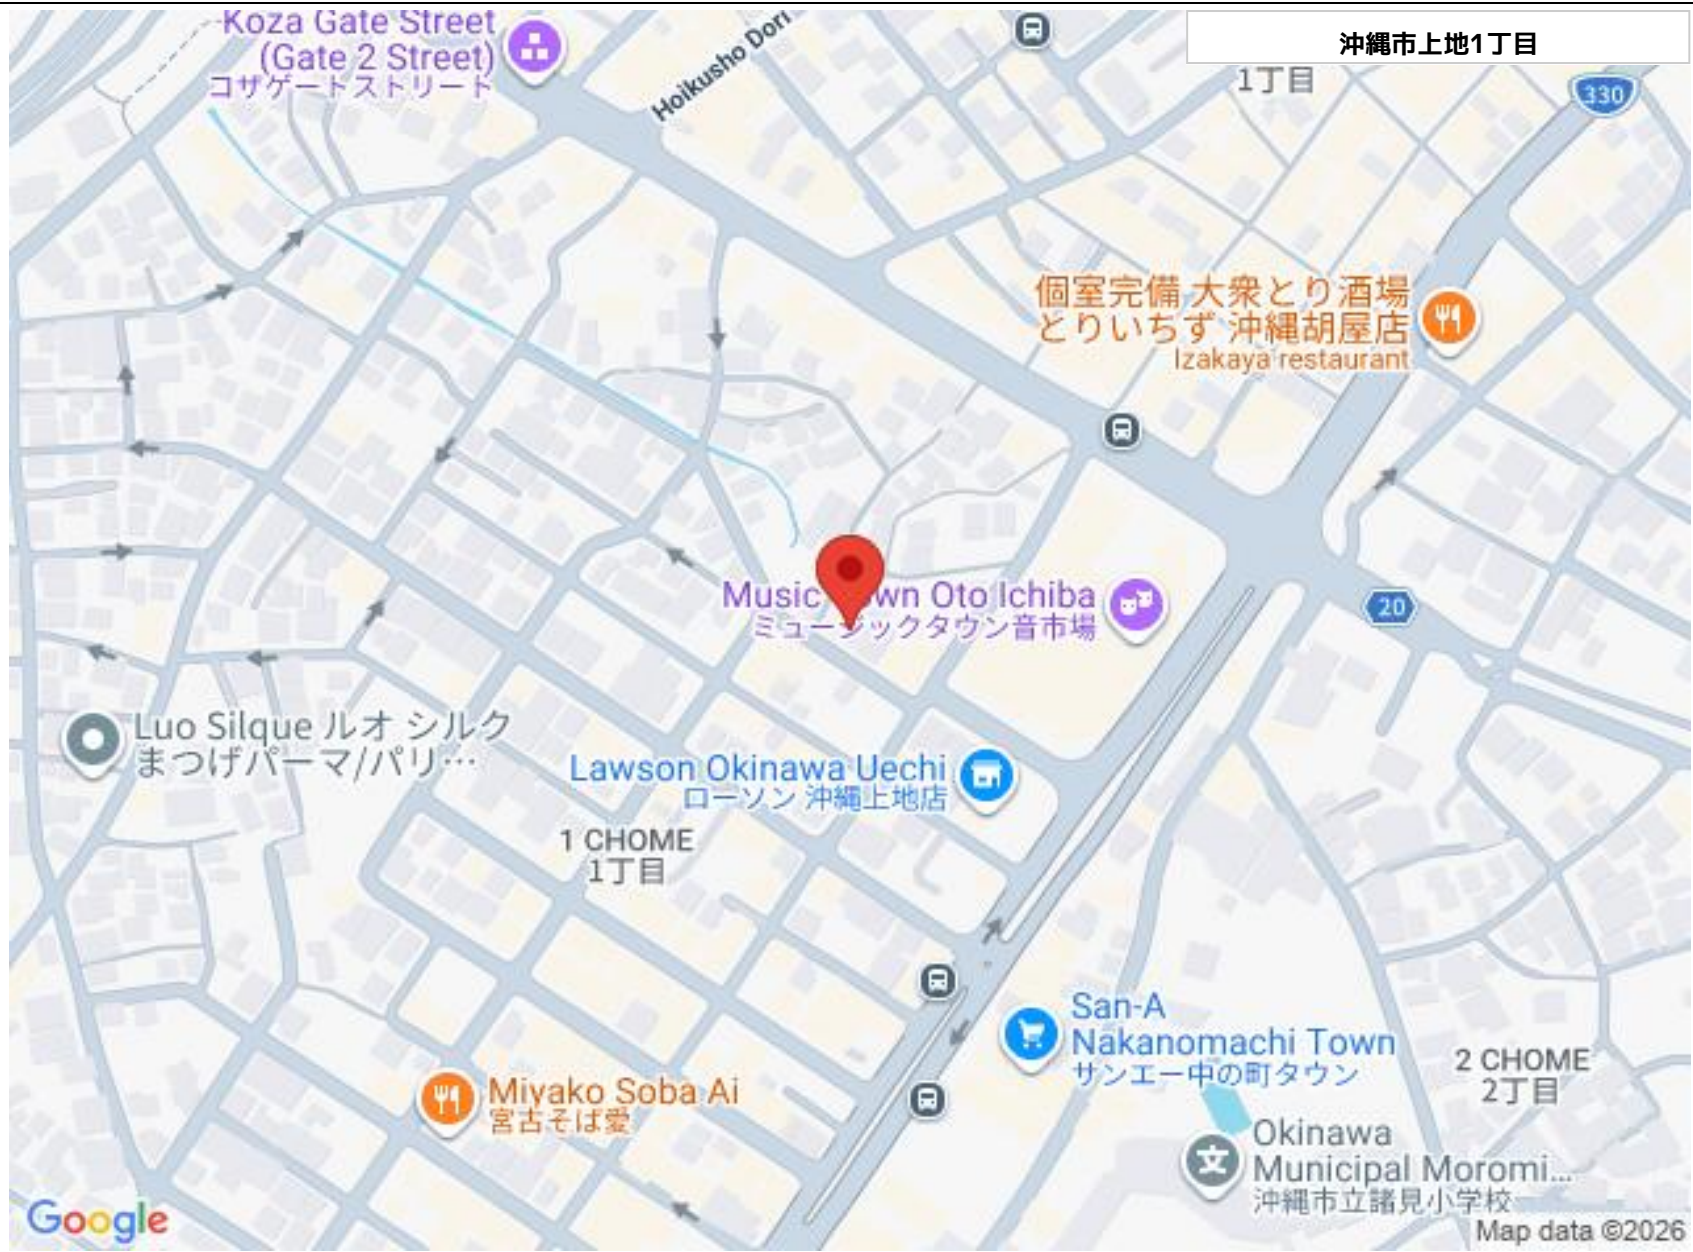 Koza Gate Street
(Gate 2 Street)
コザゲートストリート
Hoikusho Dori
沖縄市上地1丁目
1丁目
330
個室完備 大衆とり酒場
とりいちず 沖縄胡屋店
Izakaya restaurant
Music Town Oto Ichiba
ミュージックタウン音市場
20
Luo Silque ルオ シルク
まつげパーマ/パリ…
Lawson Okinawa Uechi
ローソン 沖縄上地店
1 CHOME
1丁目
San-A
Nakanomachi Town
サンエー中の町タウン
2 CHOME
2丁目
Miyako Soba Ai
宮古そば愛
文
Okinawa
Municipal Moromi...
沖縄市立諸見小学校
Google
Map data ©2026